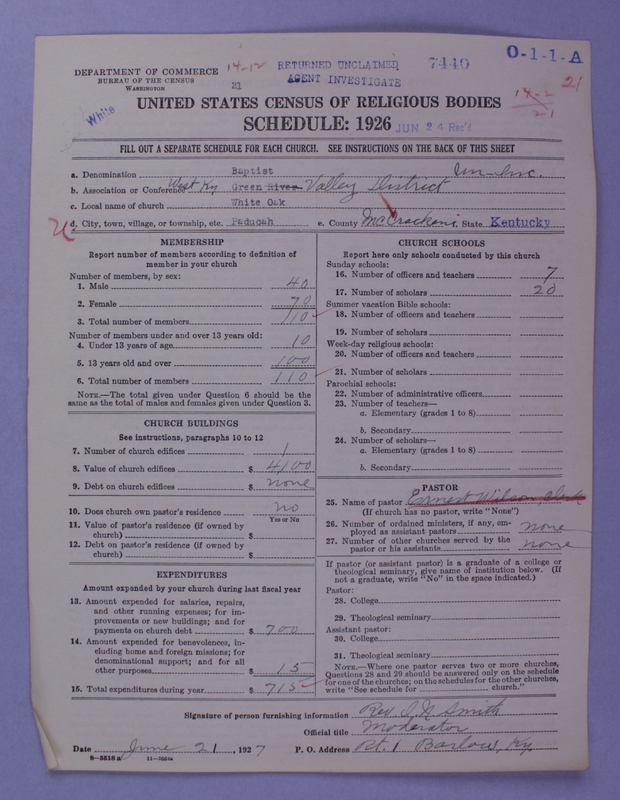 DEPARTMENT OF COMMERCE
BUREAU OF THE CENSUS
WASHINGTON
14-12
21
RETURNED UNCLAIMED
AGENT INVESTIGATE
7449
O-1-1-A
White
14-2
21
21
UNITED STATES CENSUS OF RELIGIOUS BODIES
SCHEDULE: 1926
JUN 24 Rec'd
FILL OUT A SEPARATE SCHEDULE FOR EACH CHURCH. SEE INSTRUCTIONS ON THE BACK OF THIS SHEET
a. Denomination Baptist
b. Association or Conference West Ky Green River Valley District
c. Local name of church White Oak
d. City, town, village, or township, etc. Paducah e. County McCracken f. State Kentucky
MEMBERSHIP
Report number of members according to definition of
member in your church
Number of members, by sex:
1. Male 40
2. Female 70
3. Total number of members 110
Number of members under and over 13 years old:
4. Under 13 years of age 10
5. 13 years old and over 100
6. Total number of members 110
NOTE.—The total given under Question 6 should be
the same as the total of males and females given under Question 3.
CHURCH BUILDINGS
See instructions, paragraphs 10 to 12
7. Number of church edifices 1
8. Value of church edifices $ 4100
9. Debt on church edifices $ none
10. Does church own pastor's residence no
Yes or No
11. Value of pastor's residence (if owned by
church) $
12. Debt on pastor's residence (if owned by
church) $
EXPENDITURES
Amount expended by your church during last fiscal year
13. Amount expended for salaries, repairs,
and other running expenses; for im-
provements or new buildings; and for
payments on church debt $ 700
14. Amount expended for benevolences, in-
cluding home and foreign missions; for
denominational support; and for all
other purposes $ 15
15. Total expenditures during year $ 715
CHURCH SCHOOLS
Report here only schools conducted by this church
Sunday schools:
16. Number of officers and teachers 7
17. Number of scholars 20
Summer vacation Bible schools:
18. Number of officers and teachers
19. Number of scholars
Week-day religious schools:
20. Number of officers and teachers
21. Number of scholars
Parochial schools:
22. Number of administrative officers
23. Number of teachers—
a. Elementary (grades 1 to 8)
b. Secondary
24. Number of scholars—
a. Elementary (grades 1 to 8)
b. Secondary
PASTOR
25. Name of pastor Ernest Wilson, Clerk
(If church has no pastor, write "None")
26. Number of ordained ministers, if any, em-
ployed as assistant pastors none
27. Number of other churches served by the
pastor or his assistants none
If pastor (or assistant pastor) is a graduate of a college or
theological seminary, give name of institution below. (If
not a graduate, write "No" in the space indicated.)
Pastor:
28. College
29. Theological seminary
Assistant pastor:
30. College
31. Theological seminary
NOTE.—Where one pastor serves two or more churches,
Questions 28 and 29 should be answered only on the schedule
for one of the churches; on the schedules for the other churches,
write "See schedule for church."
Signature of person furnishing information Rev. Smith
Official title Moderator
Date June 21, 1927 P. O. Address Rt. 1 Barlow, Ky.
8-5518a 11-9664a